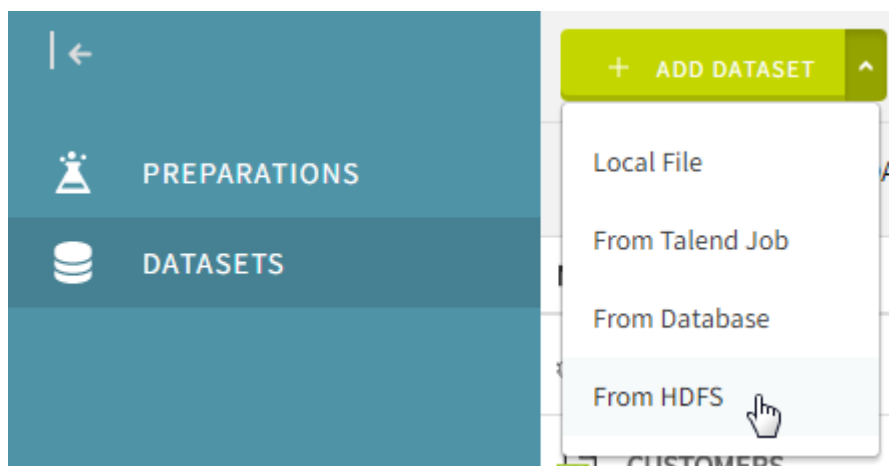 + ADD DATASET
PREPARATIONS
DATASETS
Local File
From Talend Job
From Database
From HDFS
CUSTOMERS